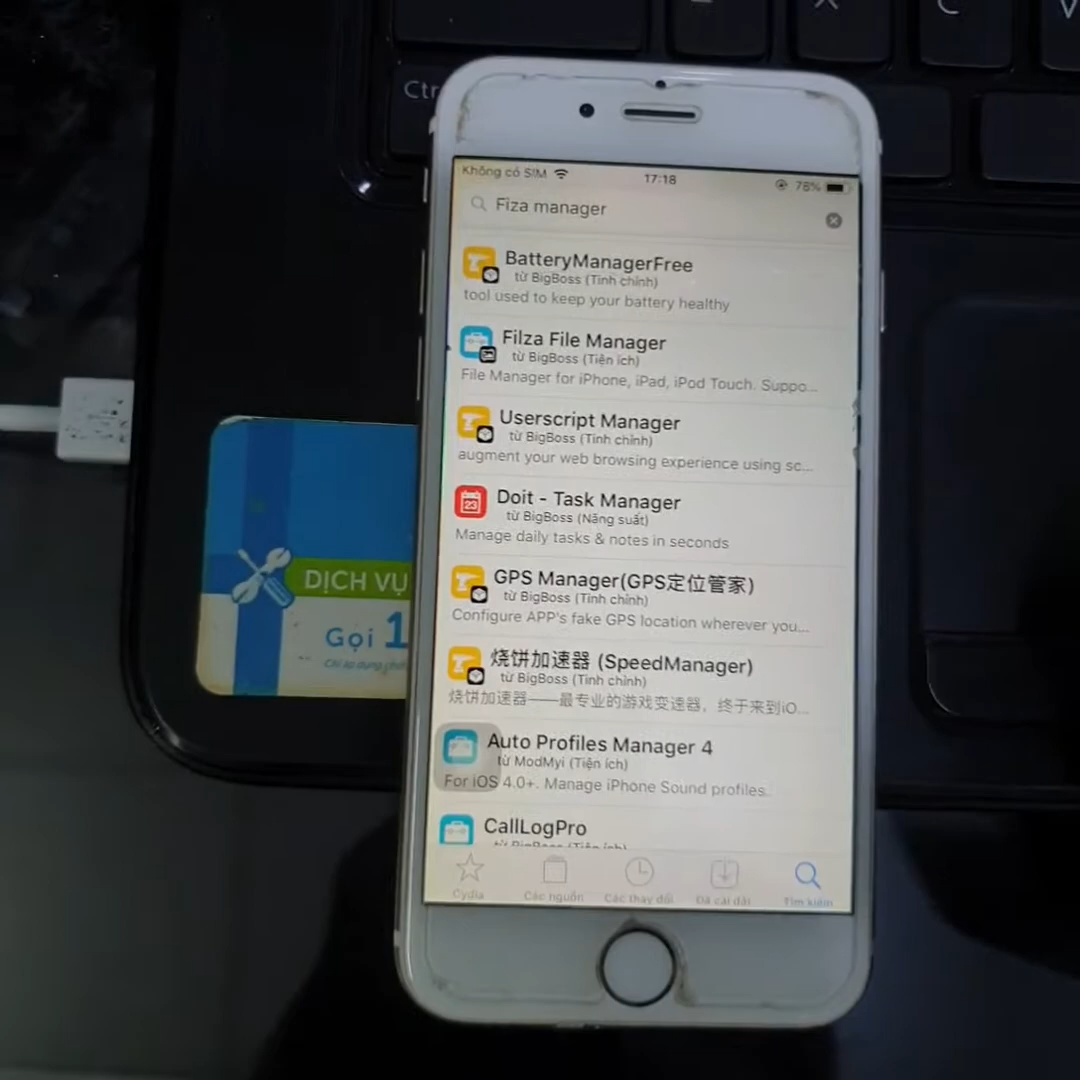 Ctr
X
C
V
Không có SIM
17:18
78%
Fiza manager
BatteryManagerFree
từ BigBoss (Tinh chỉnh)
tool used to keep your battery healthy
Filza File Manager
từ BigBoss (Tiện ích)
File Manager for iPhone, iPad, iPod Touch. Suppo...
Userscript Manager
từ BigBoss (Tinh chỉnh)
augment your web browsing experience using sc...
23
Doit - Task Manager
từ BigBoss (Năng suất)
Manage daily tasks & notes in seconds
GPS Manager(GPS定位管家)
từ BigBoss (Tinh chỉnh)
Configure APP's fake GPS location wherever you...
烧饼加速器 (SpeedManager)
từ BigBoss (Tinh chỉnh)
烧饼加速器——最专业的游戏变速器，终于来到iO...
Auto Profiles Manager 4
từ ModMyi (Tiện ích)
For iOS 4.0+. Manage iPhone Sound profiles.
CallLogPro
từ BigBoss (Tiện ích)
Cydia
Các nguồn
Các thay đổi
Đã cài đặt
Tìm kiếm
DỊCH VỤ
Gọi 1